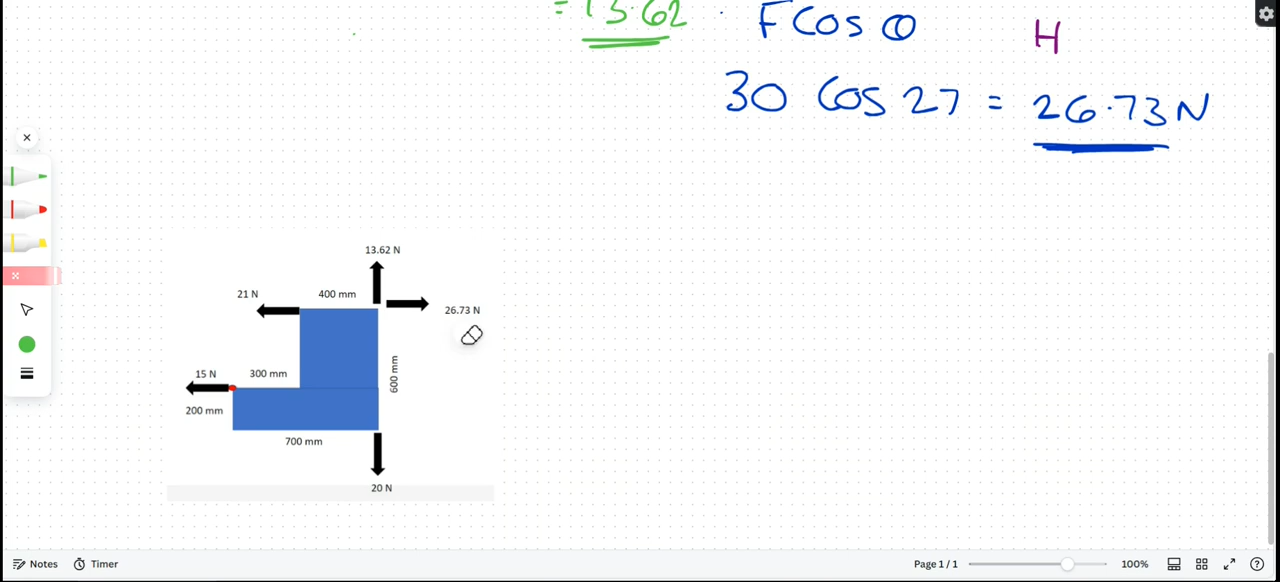 = 13.62
F Cos θ
H
30 Cos 27 = 26.73 N
13.62 N
21 N
400 mm
26.73 N
600 mm
15 N
300 mm
200 mm
700 mm
20 N
Notes
Timer
Page 1 / 1
100%